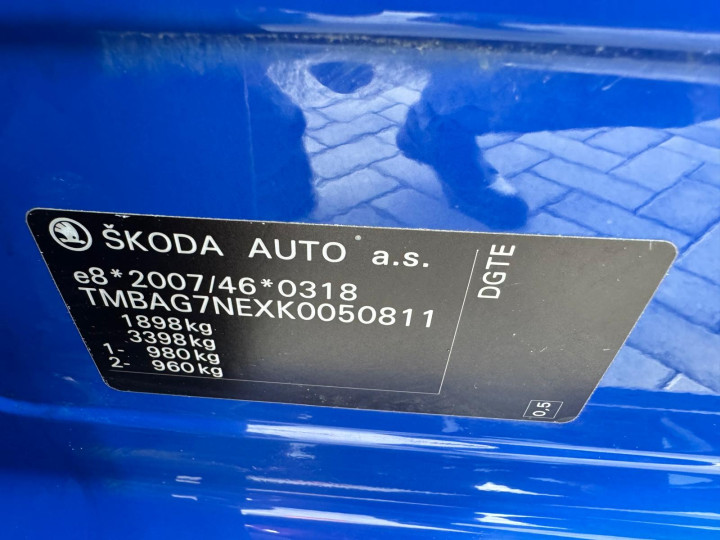 ŠKODA AUTO a.s.
e8*2007/46*0318
TMBAG7NEXK0050811
1898kg
3398kg
1- 980kg
2- 960kg
DGTE
0,5